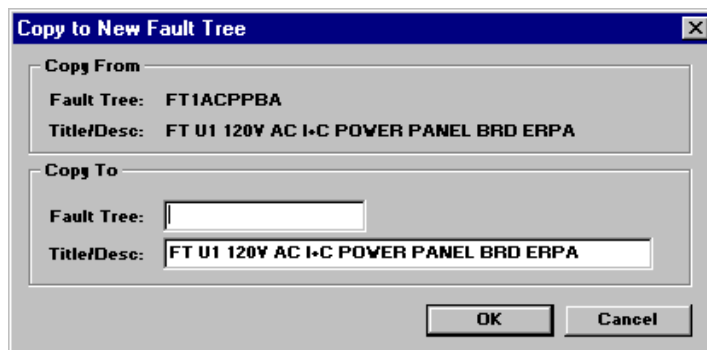 Copy to New Fault Tree
Copy From
Fault Tree: FT1ACPPBA
Title/Desc: FT U1 120V AC I+C POWER PANEL BRD ERPA
Copy To
Fault Tree:
Title/Desc: FT U1 120V AC I+C POWER PANEL BRD ERPA
OK Cancel